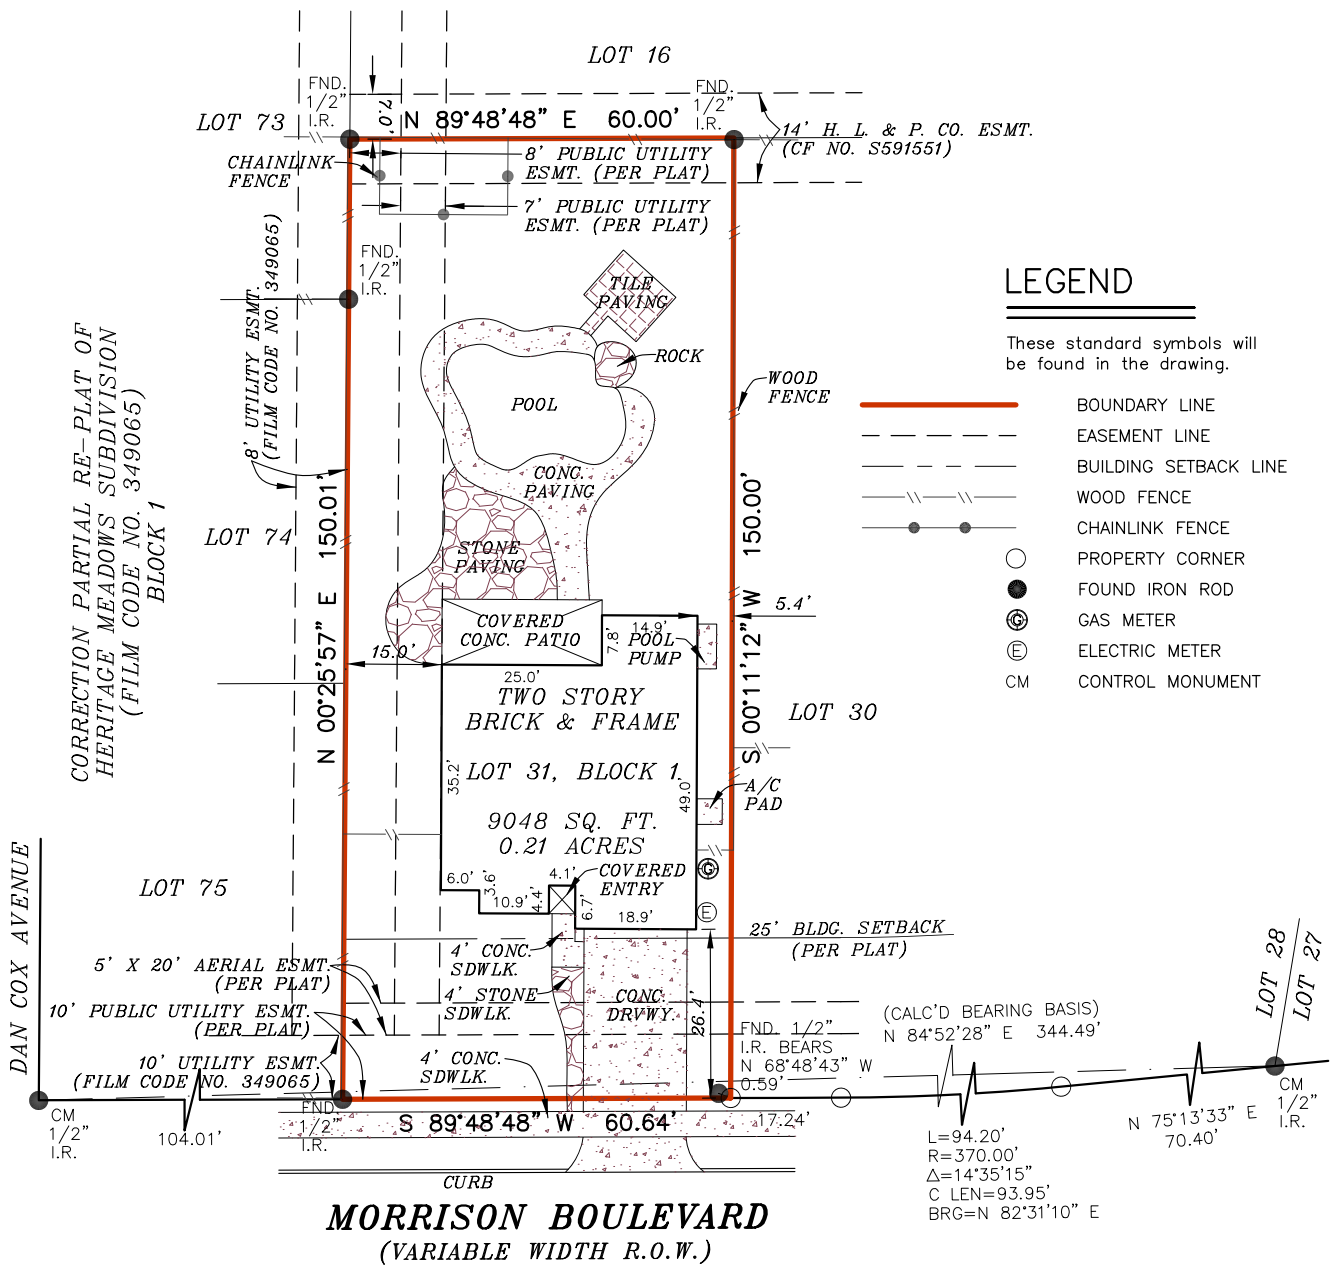 LOT 16
FND.
1/2"
I.R.
7.0'
FND.
1/2"
I.R.
LOT 73
N 89°48'48" E 60.00'
14' H. L. & P. CO. ESMT.
(CF NO. S591551)
CHAINLINK
FENCE
8' PUBLIC UTILITY
ESMT. (PER PLAT)
7' PUBLIC UTILITY
ESMT. (PER PLAT)
FND.
1/2"
I.R.
8' UTILITY ESMT.
(FILM CODE NO. 349065)
TILE
PAVING
ROCK
POOL
WOOD
FENCE
CONC.
PAVING
STONE
PAVING
LEGEND
These standard symbols will
be found in the drawing.
BOUNDARY LINE
EASEMENT LINE
BUILDING SETBACK LINE
WOOD FENCE
CHAINLINK FENCE
PROPERTY CORNER
FOUND IRON ROD
G
GAS METER
E
ELECTRIC METER
CM
CONTROL MONUMENT
CORRECTION PARTIAL RE-PLAT OF
HERITAGE MEADOWS SUBDIVISION
(FILM CODE NO. 349065)
BLOCK 1
LOT 74
N 00°25'57" E 150.01'
S 00°11'12" W 150.00'
COVERED
CONC. PATIO
14.9'
7.8'
POOL
PUMP
5.4'
15.0'
25.0'
TWO STORY
BRICK & FRAME
LOT 30
35.2'
LOT 31, BLOCK 1
49.0'
A/C
PAD
9048 SQ. FT.
0.21 ACRES
COVERED
ENTRY
G
E
6.0'
3.6'
10.9'
4.1'
4.4'
6.7'
18.9'
LOT 75
DAN COX AVENUE
25' BLDG. SETBACK
(PER PLAT)
4' CONC.
SDWLK.
5' X 20' AERIAL ESMT.
(PER PLAT)
4' STONE
SDWLK.
CONC.
DRVWY.
26.4'
10' PUBLIC UTILITY ESMT.
(PER PLAT)
10' UTILITY ESMT.
(FILM CODE NO. 349065)
4' CONC.
SDWLK.
FND. 1/2"
I.R. BEARS
N 68°48'43" W
0.59'
(CALC'D BEARING BASIS)
N 84°52'28" E 344.49'
LOT 28
LOT 27
CM
1/2"
I.R.
104.01'
FND.
1/2"
I.R.
S 89°48'48" W 60.64'
17.24'
L=94.20'
R=370.00'
Δ=14°35'15"
C LEN=93.95'
BRG=N 82°31'10" E
N 75°13'33" E
70.40'
CM
1/2"
I.R.
CURB
MORRISON BOULEVARD
(VARIABLE WIDTH R.O.W.)